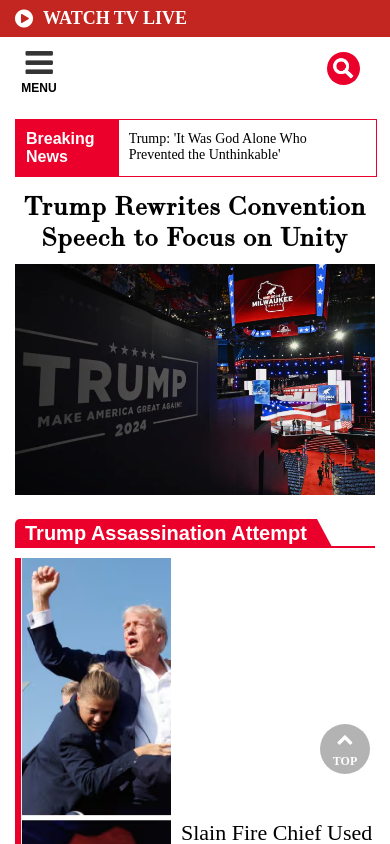 WATCH TV LIVE
MENU
Breaking
News
Trump: 'It Was God Alone Who
Prevented the Unthinkable'
Trump Rewrites Convention
Speech to Focus on Unity
MILWAUKEE
TRUMP
MAKE AMERICA GREAT AGAIN!
2024
Trump Assassination Attempt
TOP
Slain Fire Chief Used